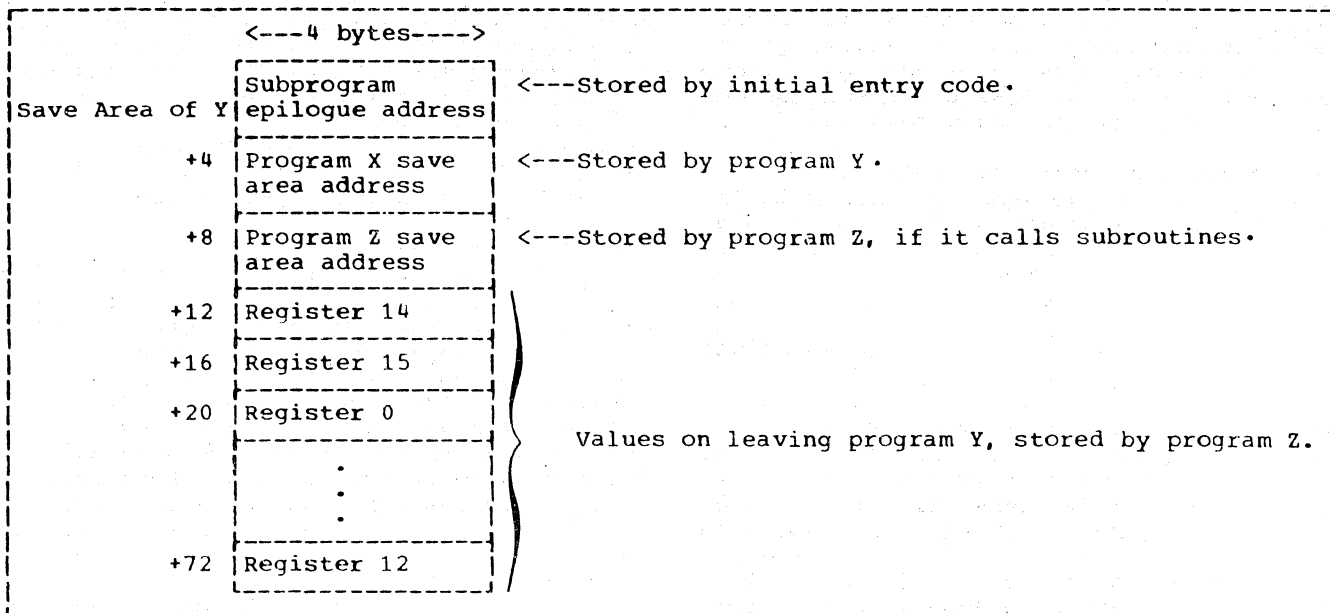 <---4 bytes---->
Subprogram <---Stored by initial entry code.
Save Area of Y epilogue address
+4 Program X save <---Stored by program Y.
area address
+8 Program Z save <---Stored by program Z, if it calls subroutines.
area address
+12 Register 14
+16 Register 15
+20 Register 0
Values on leaving program Y, stored by program Z.
.
.
.
+72 Register 12